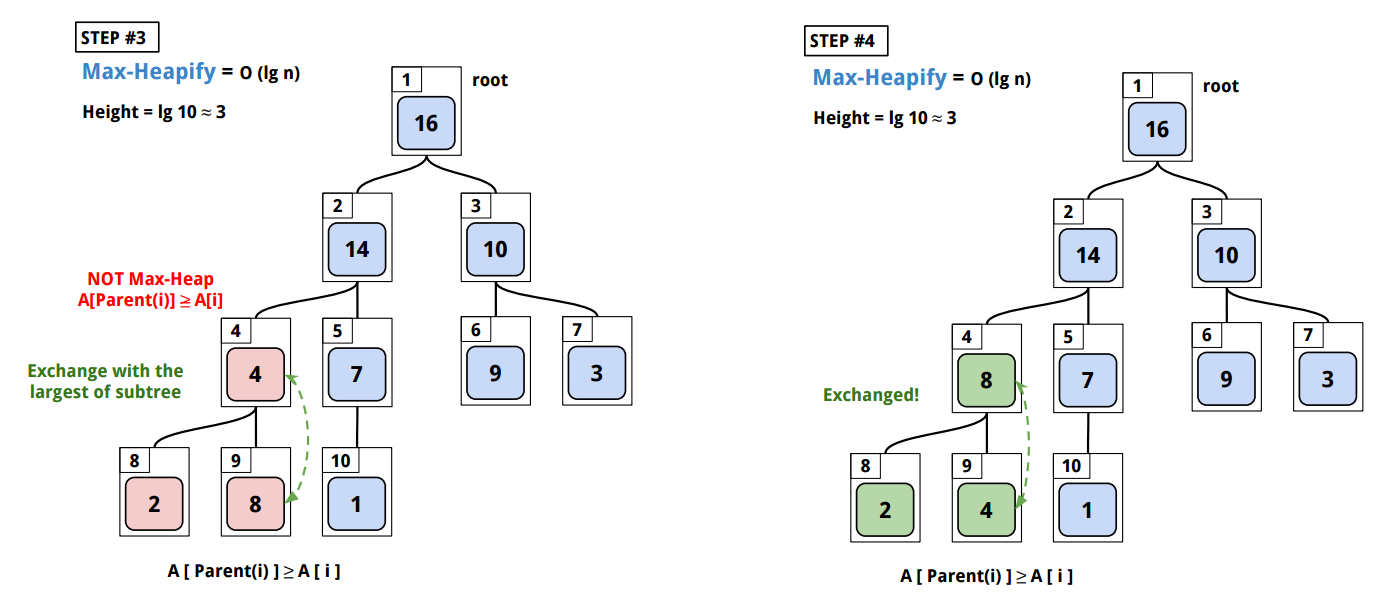 STEP #3
Max-Heapify = O (lg n)
Height = lg 10 ≈ 3
1
root
16
2
3
14
10
NOT Max-Heap
A[Parent(i)] ≥ A[i]
4
5
6
7
Exchange with the
largest of subtree
4
7
9
3
8
9
10
2
8
1
A [ Parent(i) ] ≥ A [ i ]
STEP #4
Max-Heapify = O (lg n)
Height = lg 10 ≈ 3
1
root
16
2
3
14
10
4
5
6
7
Exchanged!
8
7
9
3
8
9
10
2
4
1
A [ Parent(i) ] ≥ A [ i ]